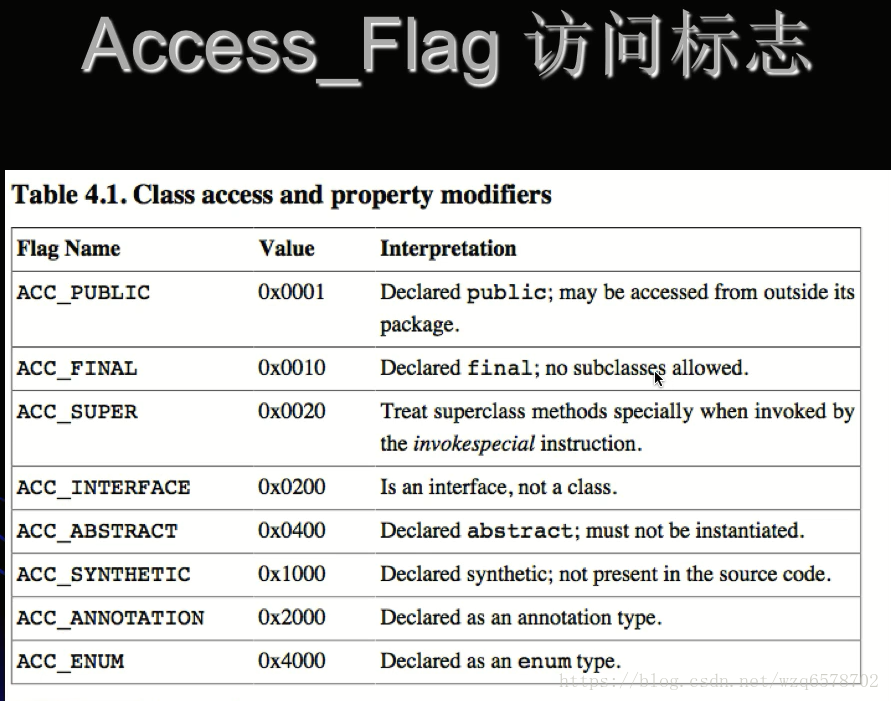 Access_Flag 访问标志
Table 4.1. Class access and property modifiers
Flag Name Value Interpretation
ACC_PUBLIC 0x0001 Declared public; may be accessed from outside its
package.
ACC_FINAL 0x0010 Declared final; no subclasses allowed.
ACC_SUPER 0x0020 Treat superclass methods specially when invoked by
the invokespecial instruction.
ACC_INTERFACE 0x0200 Is an interface, not a class.
ACC_ABSTRACT 0x0400 Declared abstract; must not be instantiated.
ACC_SYNTHETIC 0x1000 Declared synthetic; not present in the source code.
ACC_ANNOTATION 0x2000 Declared as an annotation type.
ACC_ENUM 0x4000 Declared as an enum type.
https://blog.csdn.net/wzq6578702